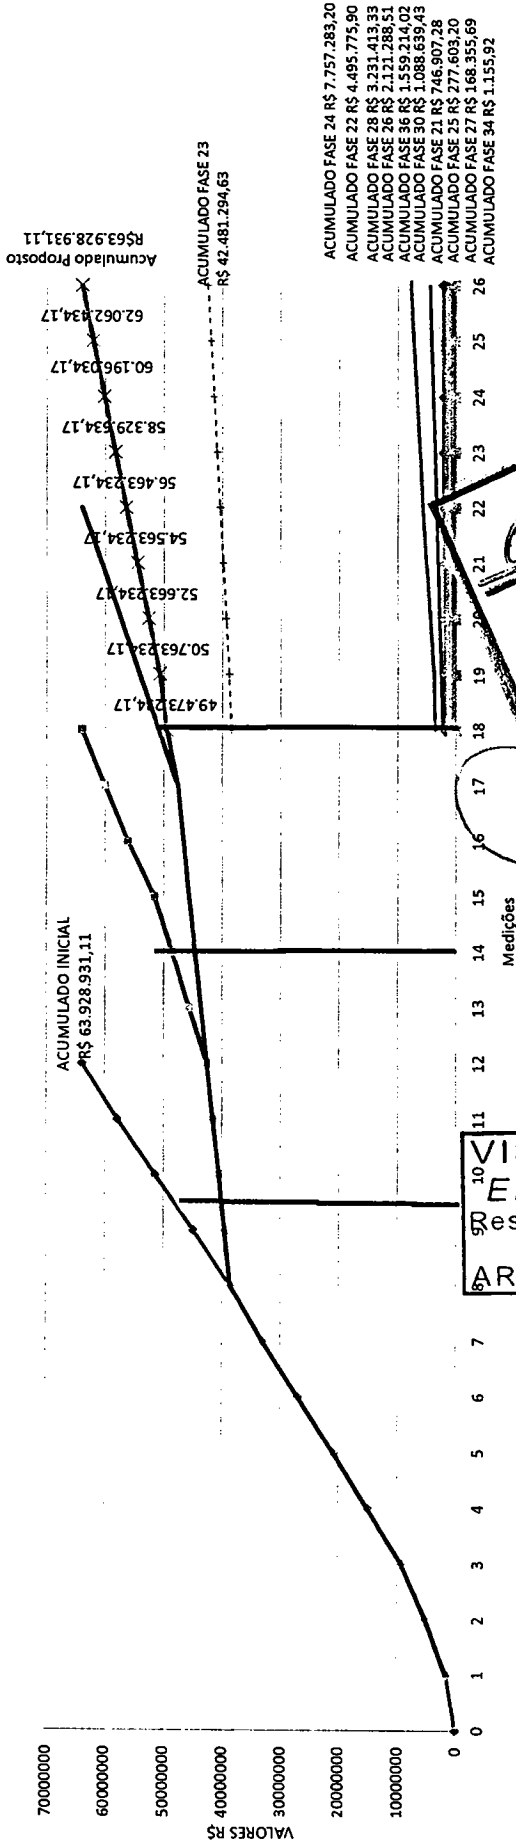 ACUMULADO INICIAL
R$ 63.928.931,11
Acumulado Proposto
R$63.928.931,11
62.062.434,17
60.196.034,17
58.329.634,17
56.463.234,17
54.563.234,17
52.663.234,17
50.763.234,17
49.473.234,17
ACUMULADO FASE 23
R$ 42.481.294,63
ACUMULADO FASE 24 R$ 7.757.283,20
ACUMULADO FASE 22 R$ 4.495.775,90
ACUMULADO FASE 28 R$ 3.231.413,33
ACUMULADO FASE 26 R$ 2.121.288,51
ACUMULADO FASE 36 R$ 1.559.214,02
ACUMULADO FASE 30 R$ 1.088.639,43
ACUMULADO FASE 21 R$ 746.907,28
ACUMULADO FASE 25 R$ 277.603,20
ACUMULADO FASE 27 R$ 168.355,69
ACUMULADO FASE 34 R$ 1.155,92
VALORES R$
70000000
60000000
50000000
40000000
30000000
20000000
10000000
0
0 1 2 3 4 5 6 7 8 9 10 11 12 13 14 15 16 17 18 19 20 21 22 23 24 25 26
Medições
VI
E
Res
AR